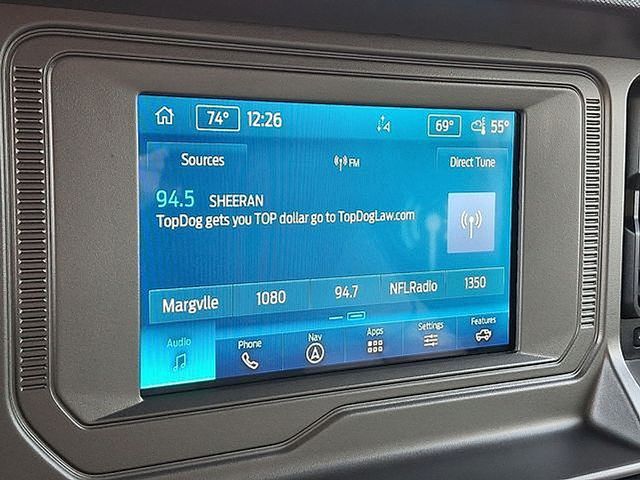 74° 12:26 69° 55°
Sources FM Direct Tune
94.5 SHEERAN
TopDog gets you TOP dollar go to TopDogLaw.com
Margvlle 1080 94.7 NFLRadio 1350
Audio Phone Nav Apps Settings Features